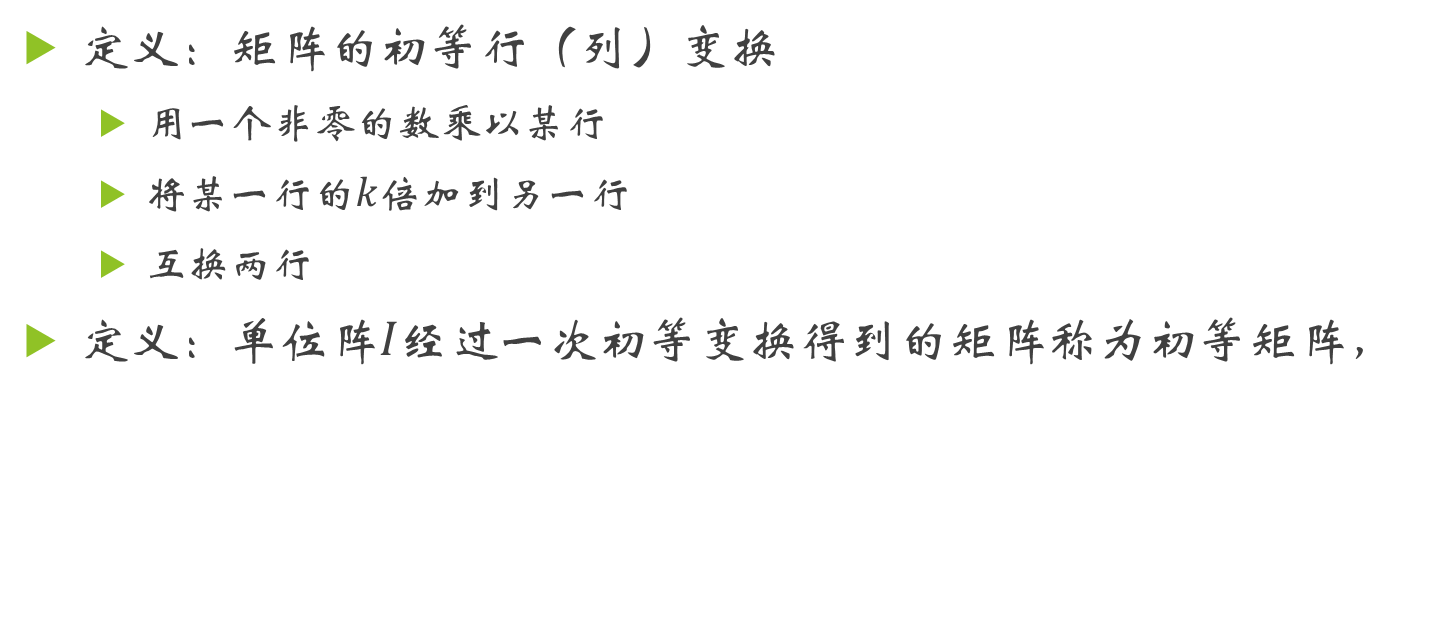 定义：矩阵的初等行（列）变换
用一个非零的数乘以某行
将某一行的k倍加到另一行
互换两行
定义：单位阵I经过一次初等变换得到的矩阵称为初等矩阵，